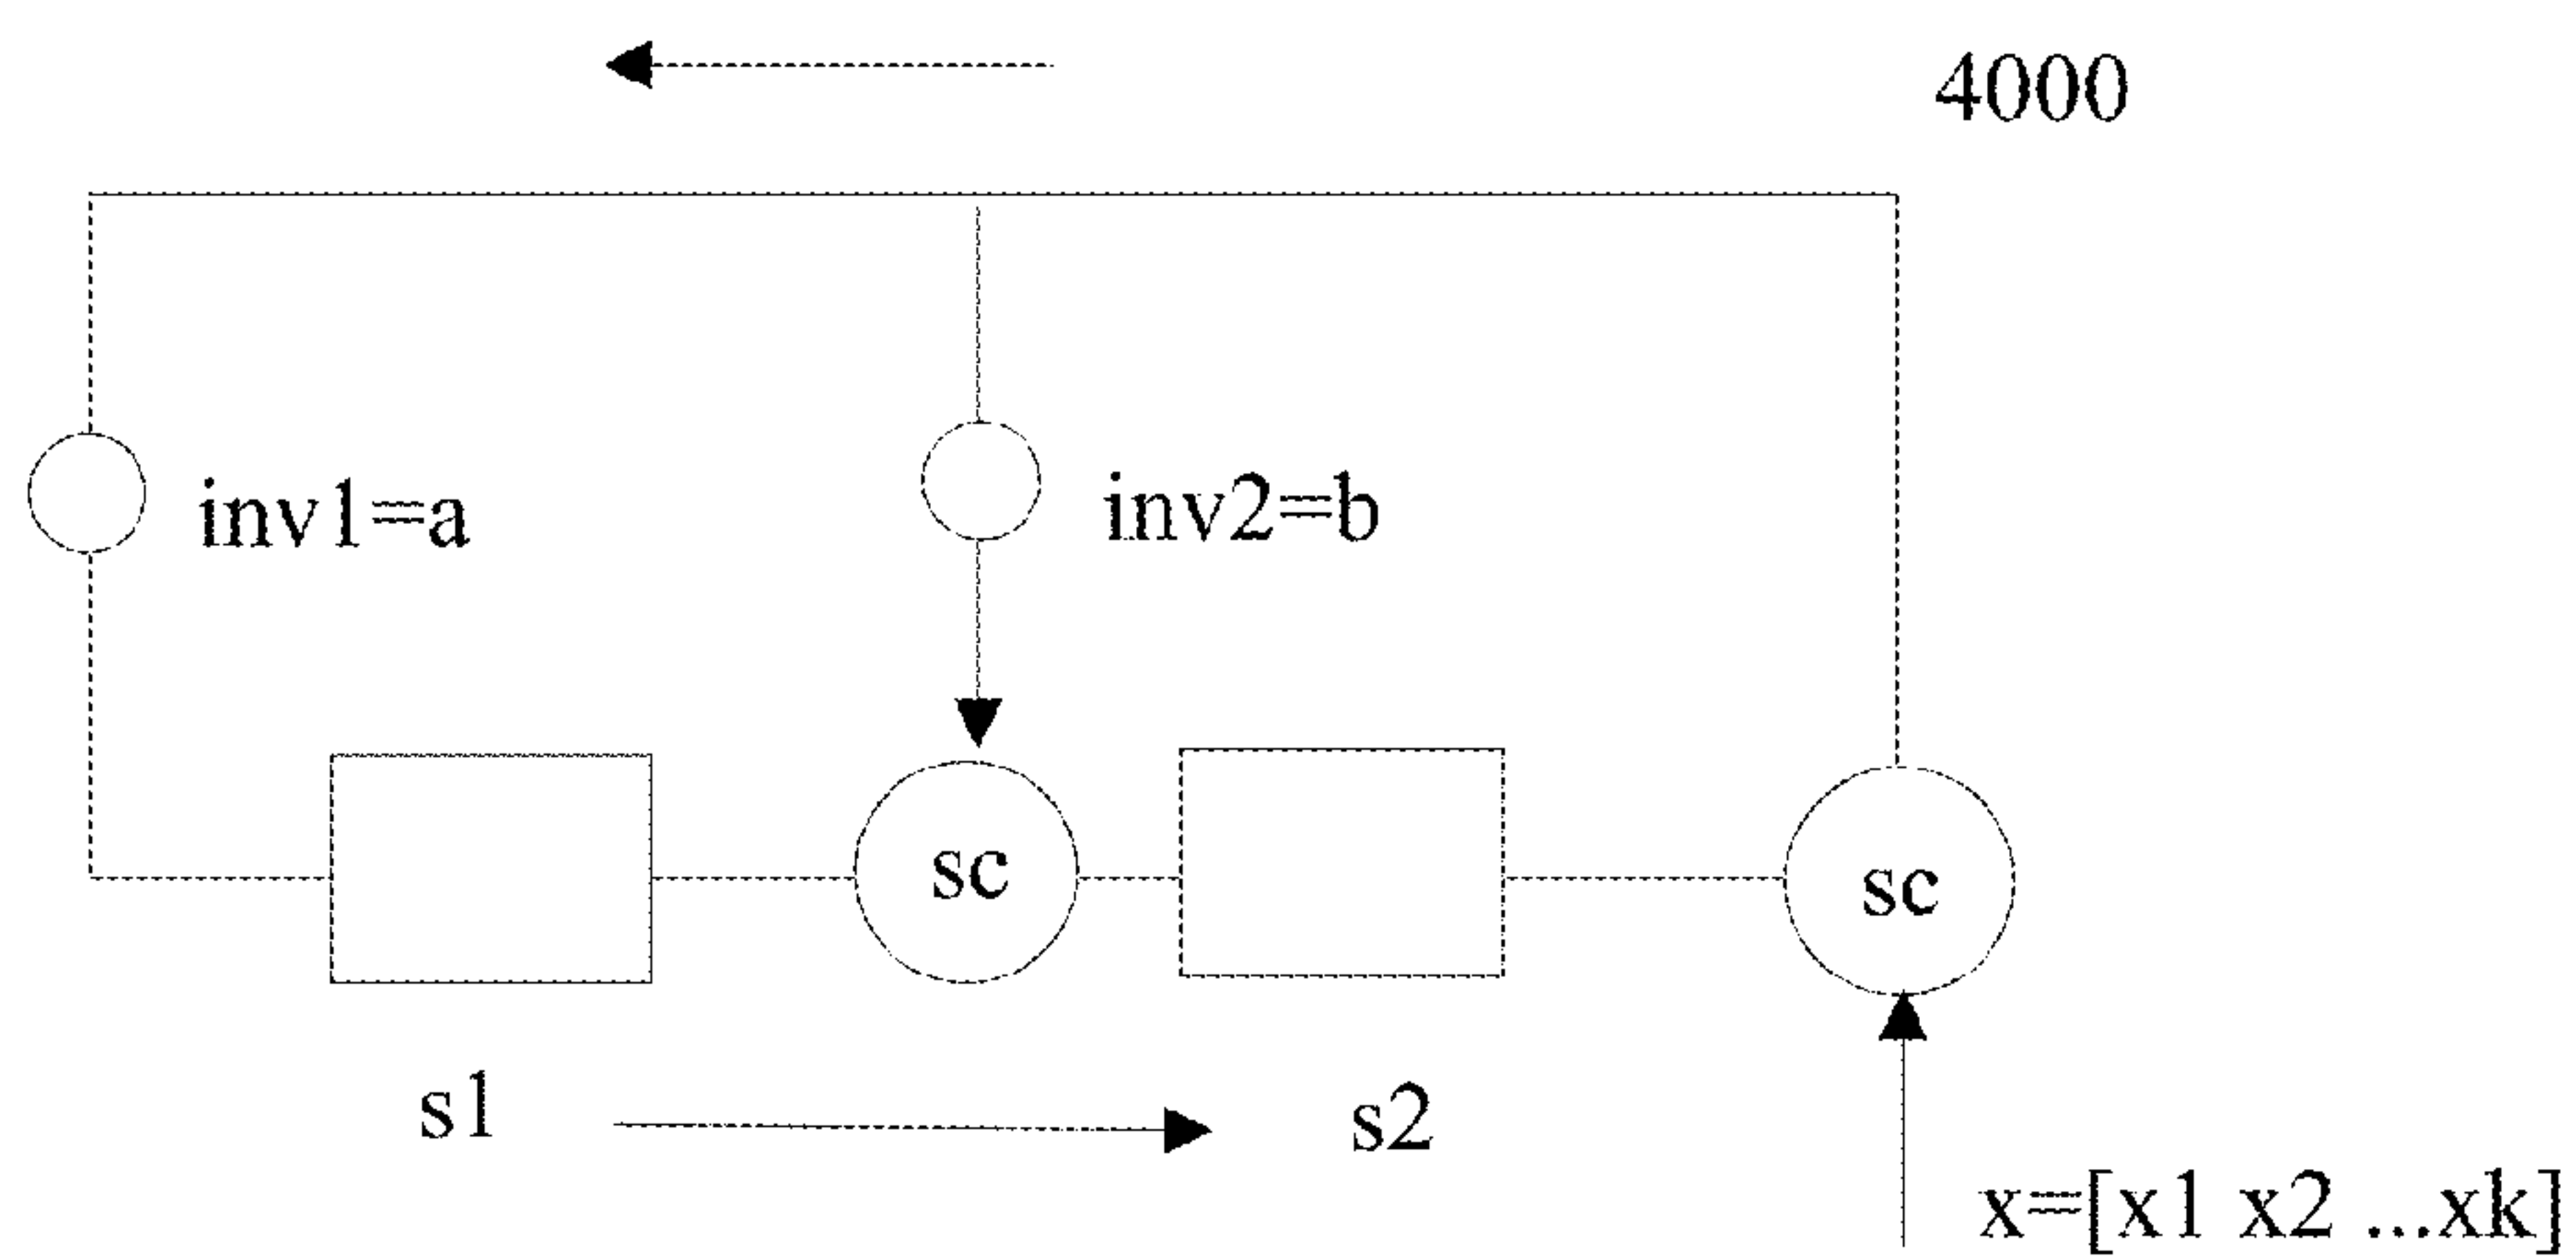 4000
inv1=a
inv2=b
sc
sc
s1
s2
x=[x1 x2 ...xk]